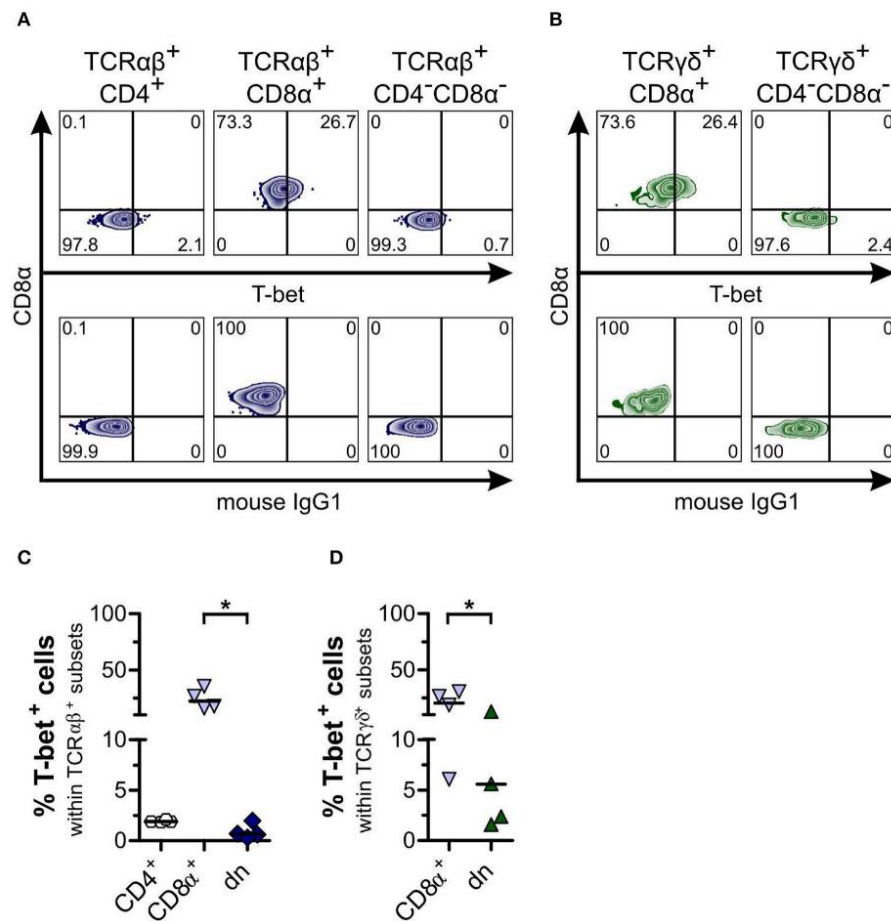 A
TCRαβ⁺ CD4⁺
TCRαβ⁺ CD8α⁺
TCRαβ⁺ CD4⁻CD8α⁻
0.1 0
97.8 2.1
73.3 26.7
0 0
0 0
99.3 0.7
T-bet
0.1 0
99.9 0
100 0
0 0
0 0
100 0
mouse IgG1
CD8α
B
TCRγδ⁺ CD8α⁺
TCRγδ⁺ CD4⁻CD8α⁻
73.6 26.4
0 0
0 0
97.6 2.4
T-bet
100 0
0 0
0 0
100 0
mouse IgG1
CD8α
C
% T-bet⁺ cells
within TCRαβ⁺ subsets
100
50
10
5
0
*
CD4⁺
CD8α⁺
dn
D
% T-bet⁺ cells
within TCRγδ⁺ subsets
100
50
10
5
0
*
CD8α⁺
dn